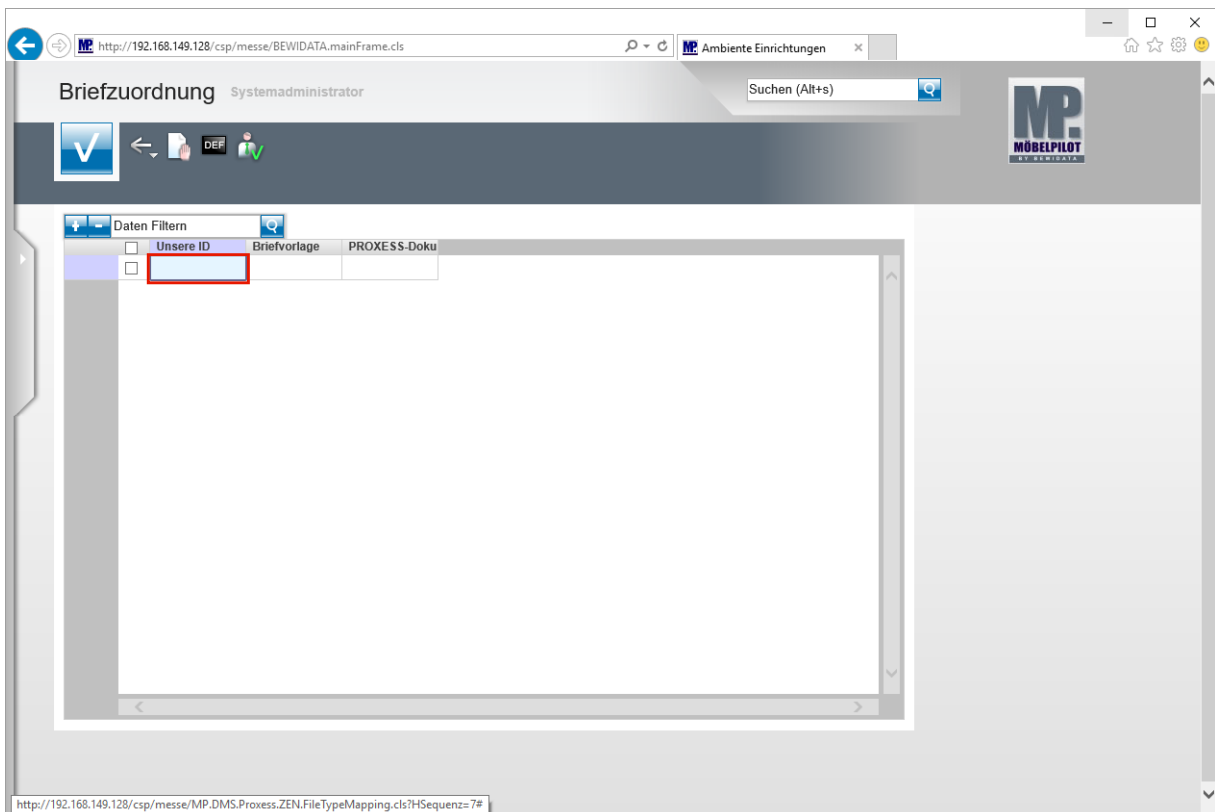 http://192.168.149.128/csp/messe/BEWIDATA.mainFrame.cls
MP. Ambiente Einrichtungen
Briefzuordnung Systemadministrator
Suchen (Alt+s)
DEF
MP.
MÖBELPILOT
BY BEWIDATA
Daten Filtern
Unsere ID Briefvorlage PROXESS-Doku
http://192.168.149.128/csp/messe/MP.DMS.Proxess.ZEN.FileTypeMapping.cls?HSequenz=7#